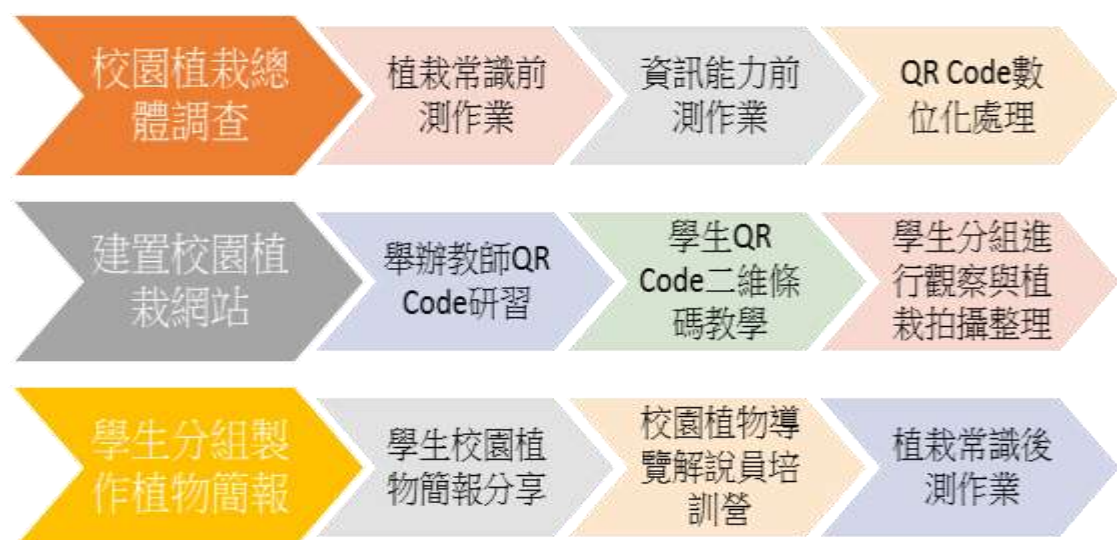 校園植栽總
體調查
植栽常識前
測作業
資訊能力前
測作業
QR Code數
位化處理
建置校園植
栽網站
舉辦教師QR
Code研習
學生QR
Code二維條
碼教學
學生分組進
行觀察與植
栽拍攝整理
學生分組製
作植物簡報
學生校園植
物簡報分享
校園植物導
覽解說員培
訓營
植栽常識後
測作業